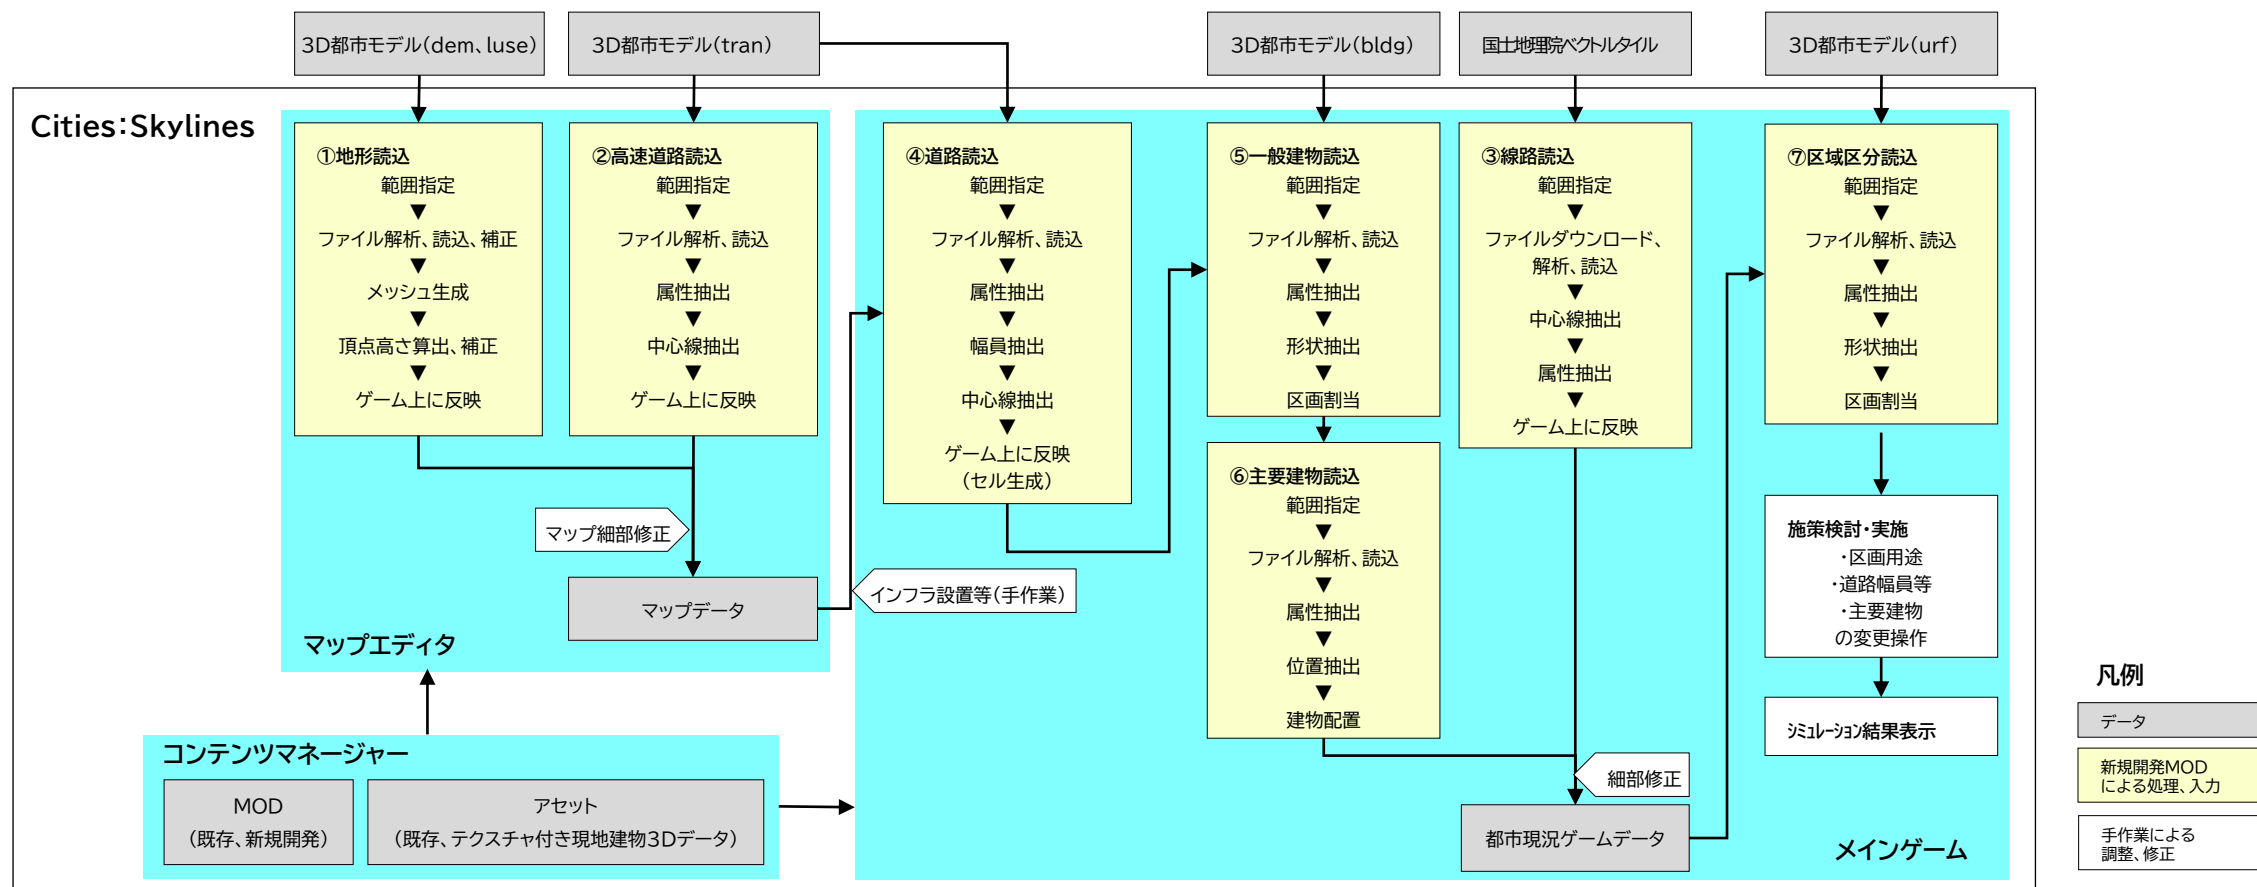 3D都市モデル(dem、luse)
3D都市モデル(tran)
3D都市モデル(bldg)
国土地理院ベクトルタイル
3D都市モデル(urf)
Cities:Skylines
①地形読込
範囲指定
▼
ファイル解析、読込、補正
▼
メッシュ生成
▼
頂点高さ算出、補正
▼
ゲーム上に反映
②高速道路読込
範囲指定
▼
ファイル解析、読込
▼
属性抽出
▼
中心線抽出
▼
ゲーム上に反映
マップ細部修正
マップデータ
マップエディタ
④道路読込
範囲指定
▼
ファイル解析、読込
▼
属性抽出
▼
幅員抽出
▼
中心線抽出
▼
ゲーム上に反映
(セル生成)
インフラ設置等(手作業)
⑤一般建物読込
範囲指定
▼
ファイル解析、読込
▼
属性抽出
▼
形状抽出
▼
区画割当
⑥主要建物読込
範囲指定
▼
ファイル解析、読込
▼
属性抽出
▼
位置抽出
▼
建物配置
③線路読込
範囲指定
▼
ファイルダウンロード、
解析、読込
▼
中心線抽出
▼
属性抽出
▼
ゲーム上に反映
細部修正
都市現況ゲームデータ
⑦区域区分読込
範囲指定
▼
ファイル解析、読込
▼
属性抽出
▼
形状抽出
▼
区画割当
施策検討・実施
・区画用途
・道路幅員等
・主要建物
の変更操作
シミュレーション結果表示
メインゲーム
コンテンツマネージャー
MOD
(既存、新規開発)
アセット
(既存、テクスチャ付き現地建物3Dデータ)
凡例
データ
新規開発MOD
による処理、入力
手作業による
調整、修正